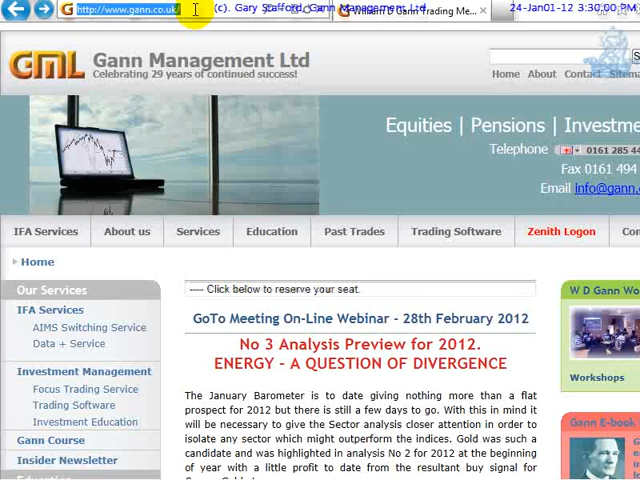 http://www.gann.co.uk/
(c). Gary Stafford, Gann Management Ltd.
William D Gann Trading Me...
24-Jan01-12 3:30:00 PM
GML
Gann Management Ltd
Celebrating 29 years of continued success!
Home About Contact Sitem
Equities | Pensions | Investme
Telephone 0161 285 44
Fax 0161 494
Email info@gann.
IFA Services About us Services Education Past Trades Trading Software Zenith Logon Con
Home
Our Services
IFA Services
AIMS Switching Service
Data + Service
Investment Management
Focus Trading Service
Trading Software
Investment Education
Gann Course
Insider Newsletter
Education
---- Click below to reserve your seat.
GoTo Meeting On-Line Webinar - 28th February 2012
No 3 Analysis Preview for 2012.
ENERGY - A QUESTION OF DIVERGENCE
The January Barometer is to date giving nothing more than a flat
prospect for 2012 but there is still a few days to go. With this in mind it
will be necessary to give the Sector analysis closer attention in order to
isolate any sector which might outperform the indices. Gold was such a
candidate and was highlighted in analysis No 2 for 2012 at the beginning
of year with a little profit to date from the resultant buy signal for
W D Gann Wo
Workshops
Gann E-book